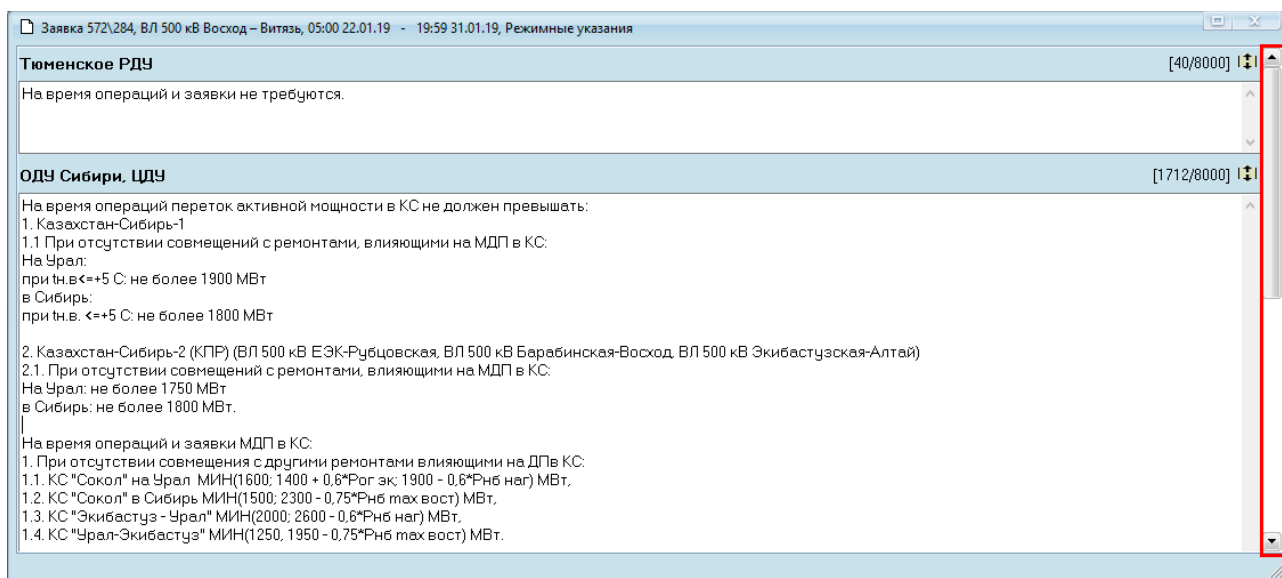 Заявка 572\284, ВЛ 500 кВ Восход – Витязь, 05:00 22.01.19 - 19:59 31.01.19, Режимные указания
Тюменское РДУ [40/8000]
На время операций и заявки не требуются.
ОДУ Сибири, ЦДУ [1712/8000]
На время операций переток активной мощности в КС не должен превышать:
1. Казахстан-Сибирь-1
1.1 При отсутствии совмещений с ремонтами, влияющими на МДП в КС:
На Урал:
при tн.в<=+5 С: не более 1900 МВт
в Сибирь:
при tн.в. <=+5 С: не более 1800 МВт
2. Казахстан-Сибирь-2 (КПР) (ВЛ 500 кВ ЕЭК-Рубцовская, ВЛ 500 кВ Барабинская-Восход, ВЛ 500 кВ Экибастузская-Алтай)
2.1. При отсутствии совмещений с ремонтами, влияющими на МДП в КС:
На Урал: не более 1750 МВт
в Сибирь: не более 1800 МВт.
На время операций и заявки МДП в КС:
1. При отсутствии совмещения с другими ремонтами влияющими на ДПв КС:
1.1. КС "Сокол" на Урал МИН(1600; 1400 + 0,6*Рог эк; 1900 - 0,6*Рнб наг) МВт,
1.2. КС "Сокол" в Сибирь МИН(1500; 2300 - 0,75*Рнб max вост) МВт,
1.3. КС "Экибастуз - Урал" МИН(2000; 2600 - 0,6*Рнб наг) МВт,
1.4. КС "Урал-Экибастуз" МИН(1250, 1950 - 0,75*Рнб max вост) МВт.